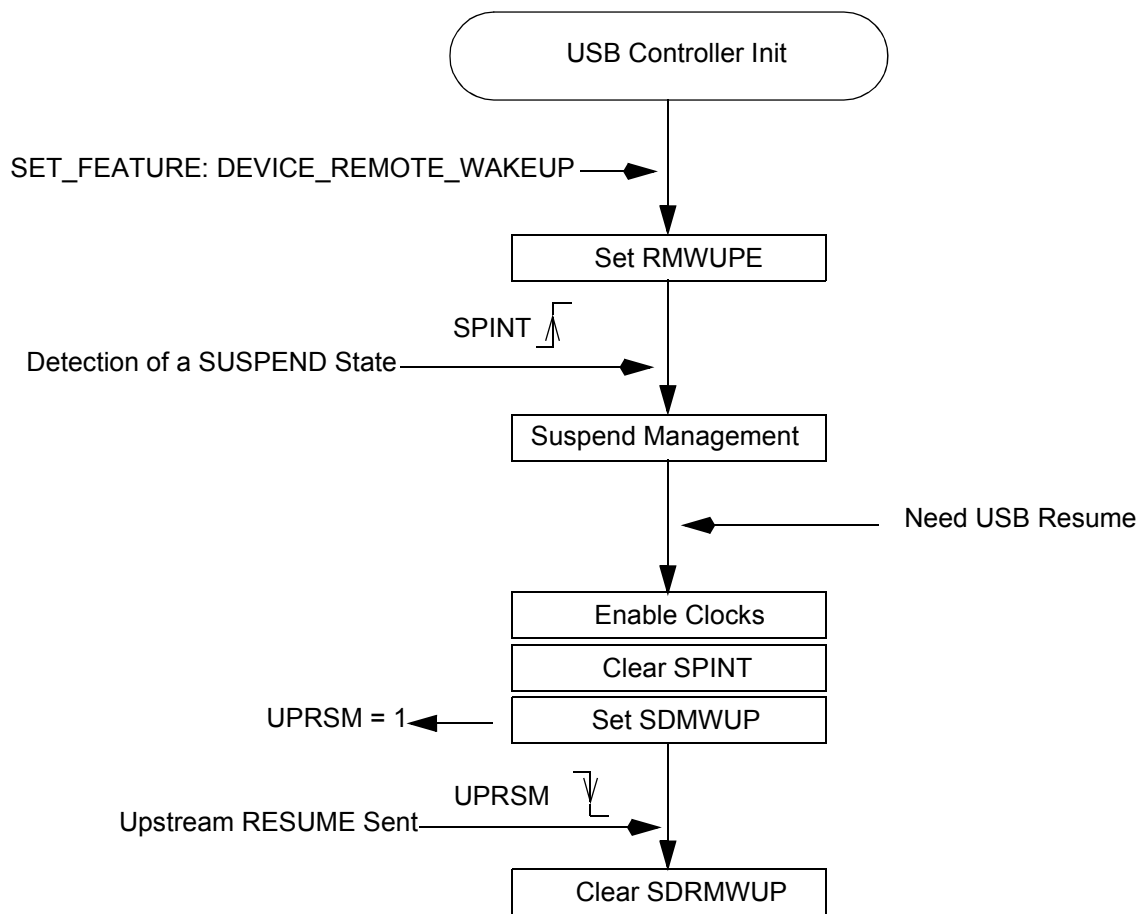 USB Controller Init
SET_FEATURE: DEVICE_REMOTE_WAKEUP
Set RMWUPE
SPINT
Detection of a SUSPEND State
Suspend Management
Need USB Resume
Enable Clocks
Clear SPINT
UPRSM = 1
Set SDMWUP
UPRSM
Upstream RESUME Sent
Clear SDRMWUP